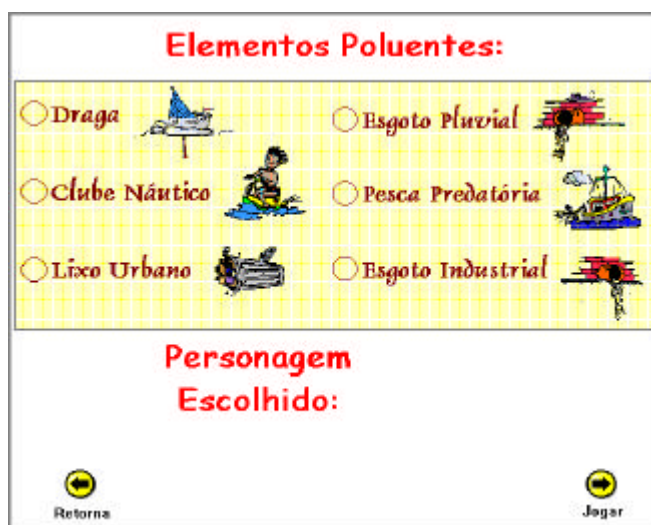 Elementos Poluentes:
Draga
Esgoto Pluvial
Clube Náutico
Pesca Predatória
Lixo Urbano
Esgoto Industrial
Personagem
Escolhido:
Retorna
Jogar